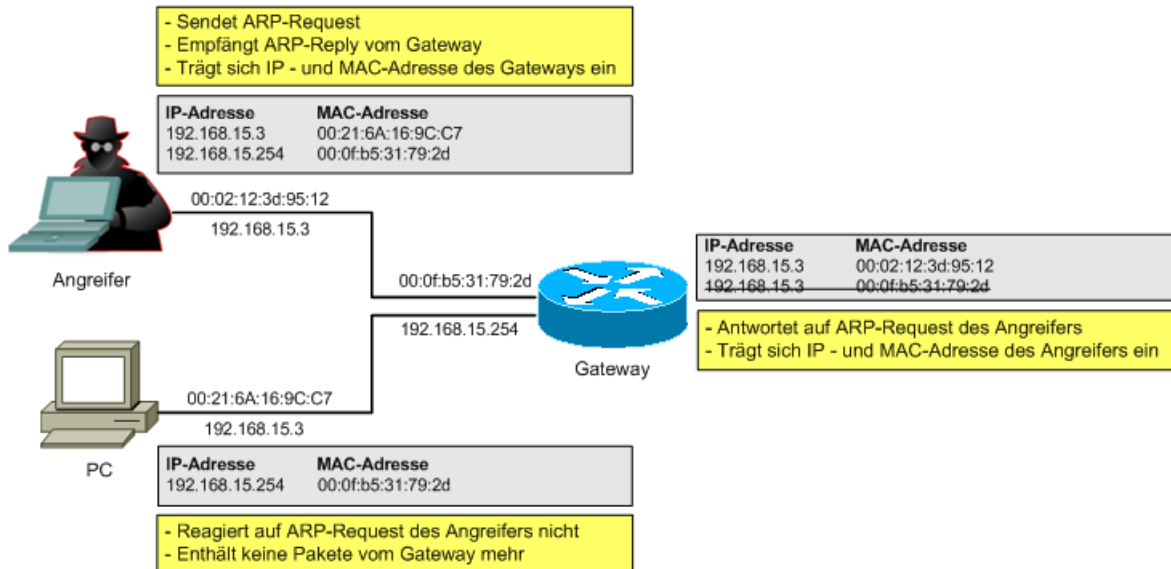 - Sendet ARP-Request
- Empfängt ARP-Reply vom Gateway
- Trägt sich IP - und MAC-Adresse des Gateways ein
IP-Adresse MAC-Adresse
192.168.15.3 00:21:6A:16:9C:C7
192.168.15.254 00:0f:b5:31:79:2d
00:02:12:3d:95:12
192.168.15.3
Angreifer
00:0f:b5:31:79:2d
192.168.15.254
Gateway
IP-Adresse MAC-Adresse
192.168.15.3 00:02:12:3d:95:12
192.168.15.3 00:0f:b5:31:79:2d
- Antwortet auf ARP-Request des Angreifers
- Trägt sich IP - und MAC-Adresse des Angreifers ein
00:21:6A:16:9C:C7
192.168.15.3
PC
IP-Adresse MAC-Adresse
192.168.15.254 00:0f:b5:31:79:2d
- Reagiert auf ARP-Request des Angreifers nicht
- Enthält keine Pakete vom Gateway mehr